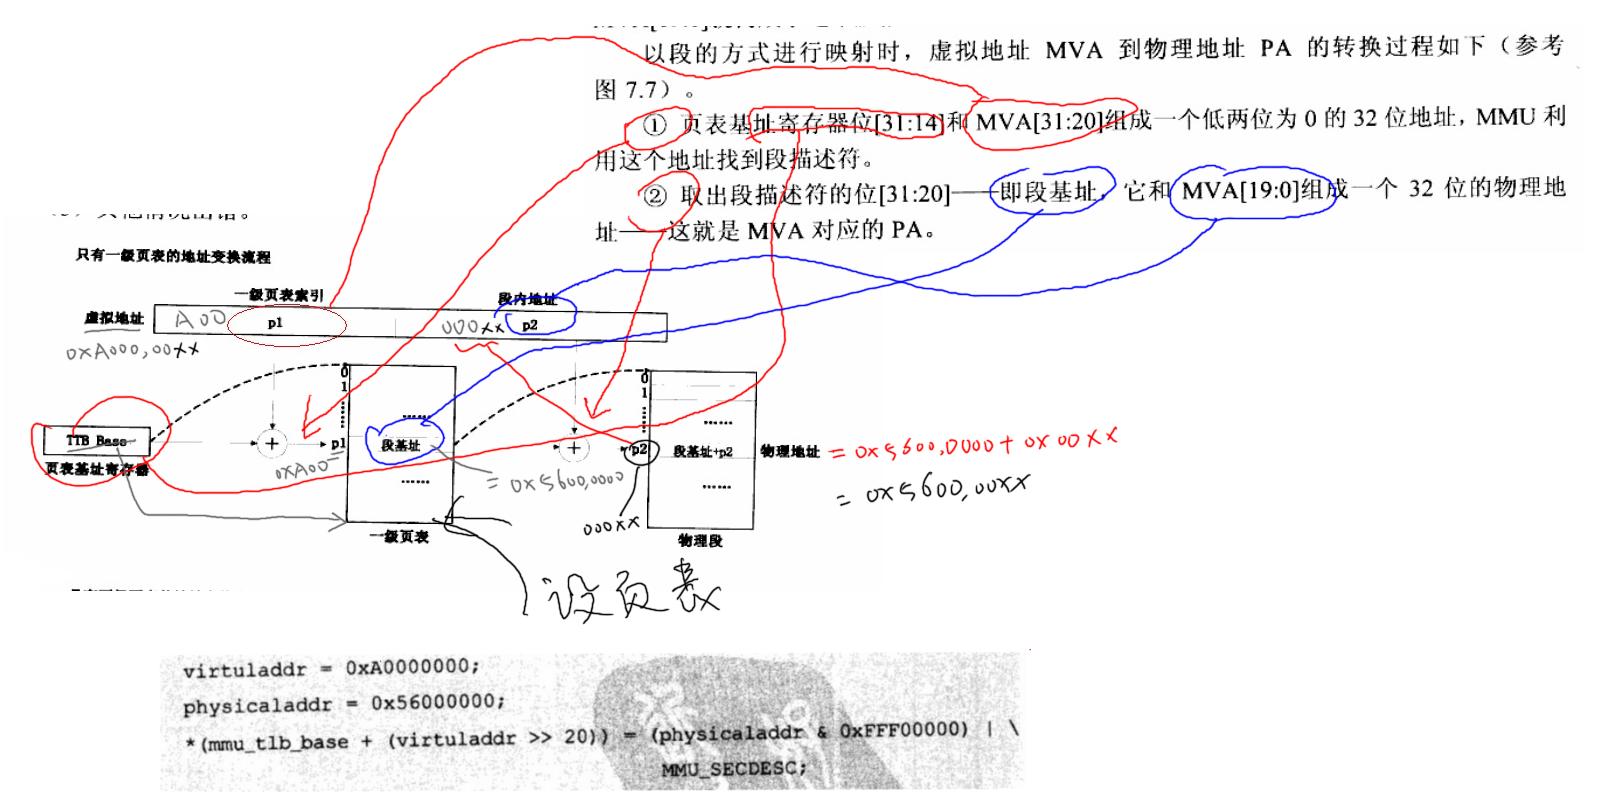 以段的方式进行映射时，虚拟地址 MVA 到物理地址 PA 的转换过程如下（参考
图 7.7）。
① 页表基址寄存器位[31:14]和 MVA[31:20]组成一个低两位为 0 的 32 位地址，MMU 利
用这个地址找到段描述符。
② 取出段描述符的位[31:20]——即段基址，它和 MVA[19:0]组成一个 32 位的物理地
址——这就是 MVA 对应的 PA。
只有一级页表的地址变换流程
一级页表索引
段内地址
虚拟地址
A00
p1
000xx
p2
0xA000,00xx
0
1
......
0
1
......
......
......
TTB Base
页表基址寄存器
+
p1
0xA00
段基址
= 0x5600,0000
+
p2
000xx
段基址+p2
......
......
物理地址
= 0x5600,0000 + 0x00xx
= 0x5600,00xx
一级页表
物理段
设页表
virtuladdr = 0xA0000000;
physicaladdr = 0x56000000;
*(mmu_tlb_base + (virtuladdr >> 20)) = (physicaladdr & 0xFFF00000) | \
MMU_SECDESC;